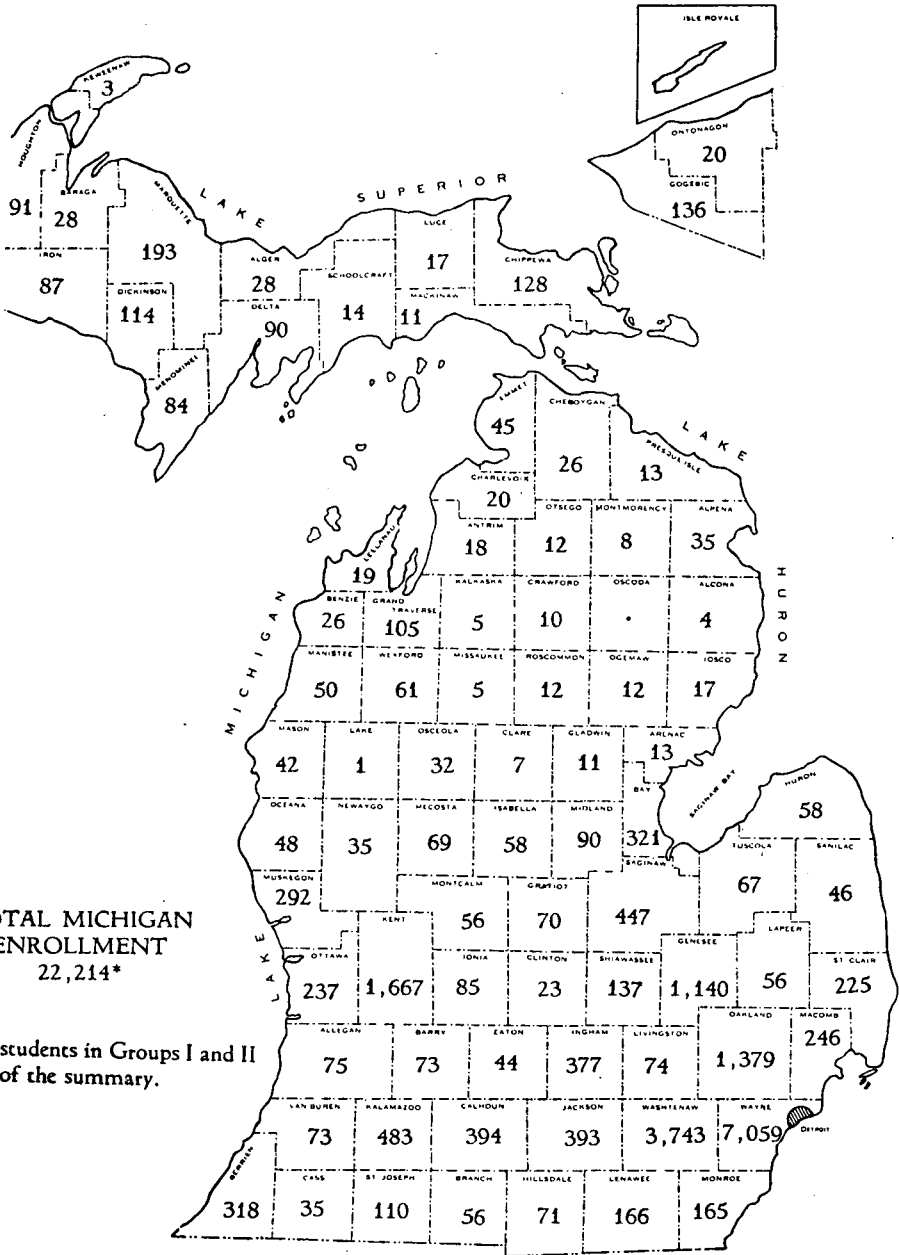 ISLE ROYALE
KEWEENAW
3
HOUGHTON
91
ONTONAGON
20
GOGEBIC
136
LAKE SUPERIOR
BARAGA
28
MARQUETTE
193
IRON
87
DICKINSON
114
MENOMINEE
84
ALGER
28
DELTA
90
SCHOOLCRAFT
14
LUCE
17
MACKINAW
11
CHIPPEWA
128
EMMET
45
CHEBOYGAN
26
PRESQUE ISLE
13
LAKE
HURON
CHARLEVOIX
20
ANTRIM
18
OTSEGO
12
MONTMORENCY
8
ALPENA
35
LEELANAU
19
BENZIE
26
GRAND
TRAVERSE
105
KALKASKA
5
CRAWFORD
10
OSCODA
.
ALCONA
4
MANISTEE
50
WEXFORD
61
MISSAUKEE
5
ROSCOMMON
12
OGEMAW
12
IOSCO
17
LAKE
MICHIGAN
MASON
42
LAKE
1
OSCEOLA
32
CLARE
7
GLADWIN
11
ARENAC
13
BAY
321
SAGINAW BAY
HURON
58
OCEANA
48
NEWAYGO
35
MECOSTA
69
ISABELLA
58
MIDLAND
90
TUSCOLA
67
SANILAC
46
MUSKEGON
292
MONTCALM
56
GRATIOT
70
SAGINAW
447
OTAL MICHIGAN
ENROLLMENT
22,214*
OTTAWA
237
KENT
1,667
IONIA
85
CLINTON
23
SHIAWASSEE
137
GENESEE
1,140
LAPEER
56
ST CLAIR
225
students in Groups I and II
of the summary.
ALLEGAN
75
BARRY
73
EATON
44
INGHAM
377
LIVINGSTON
74
OAKLAND
1,379
MACOMB
246
VAN BUREN
73
KALAMAZOO
483
CALHOUN
394
JACKSON
393
WASHTENAW
3,743
WAYNE
7,059
DETROIT
BERRIEN
318
CASS
35
ST JOSEPH
110
BRANCH
56
HILLSDALE
71
LENAWEE
166
MONROE
165